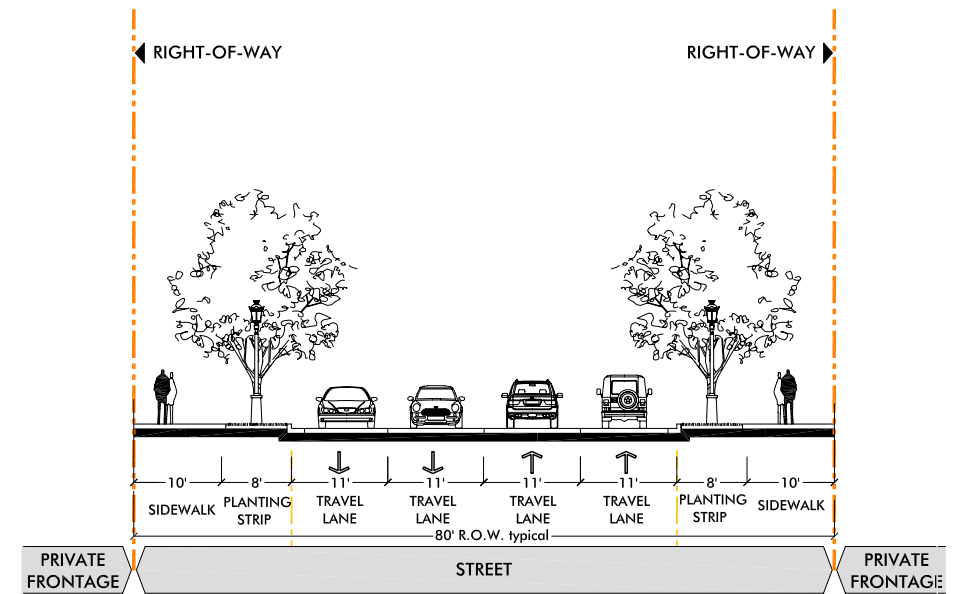 RIGHT-OF-WAY RIGHT-OF-WAY
10' 8' 11' 11' 11' 11' 8' 10'
SIDEWALK PLANTING STRIP TRAVEL LANE TRAVEL LANE TRAVEL LANE TRAVEL LANE PLANTING STRIP SIDEWALK
80' R.O.W. typical
PRIVATE FRONTAGE STREET PRIVATE FRONTAGE